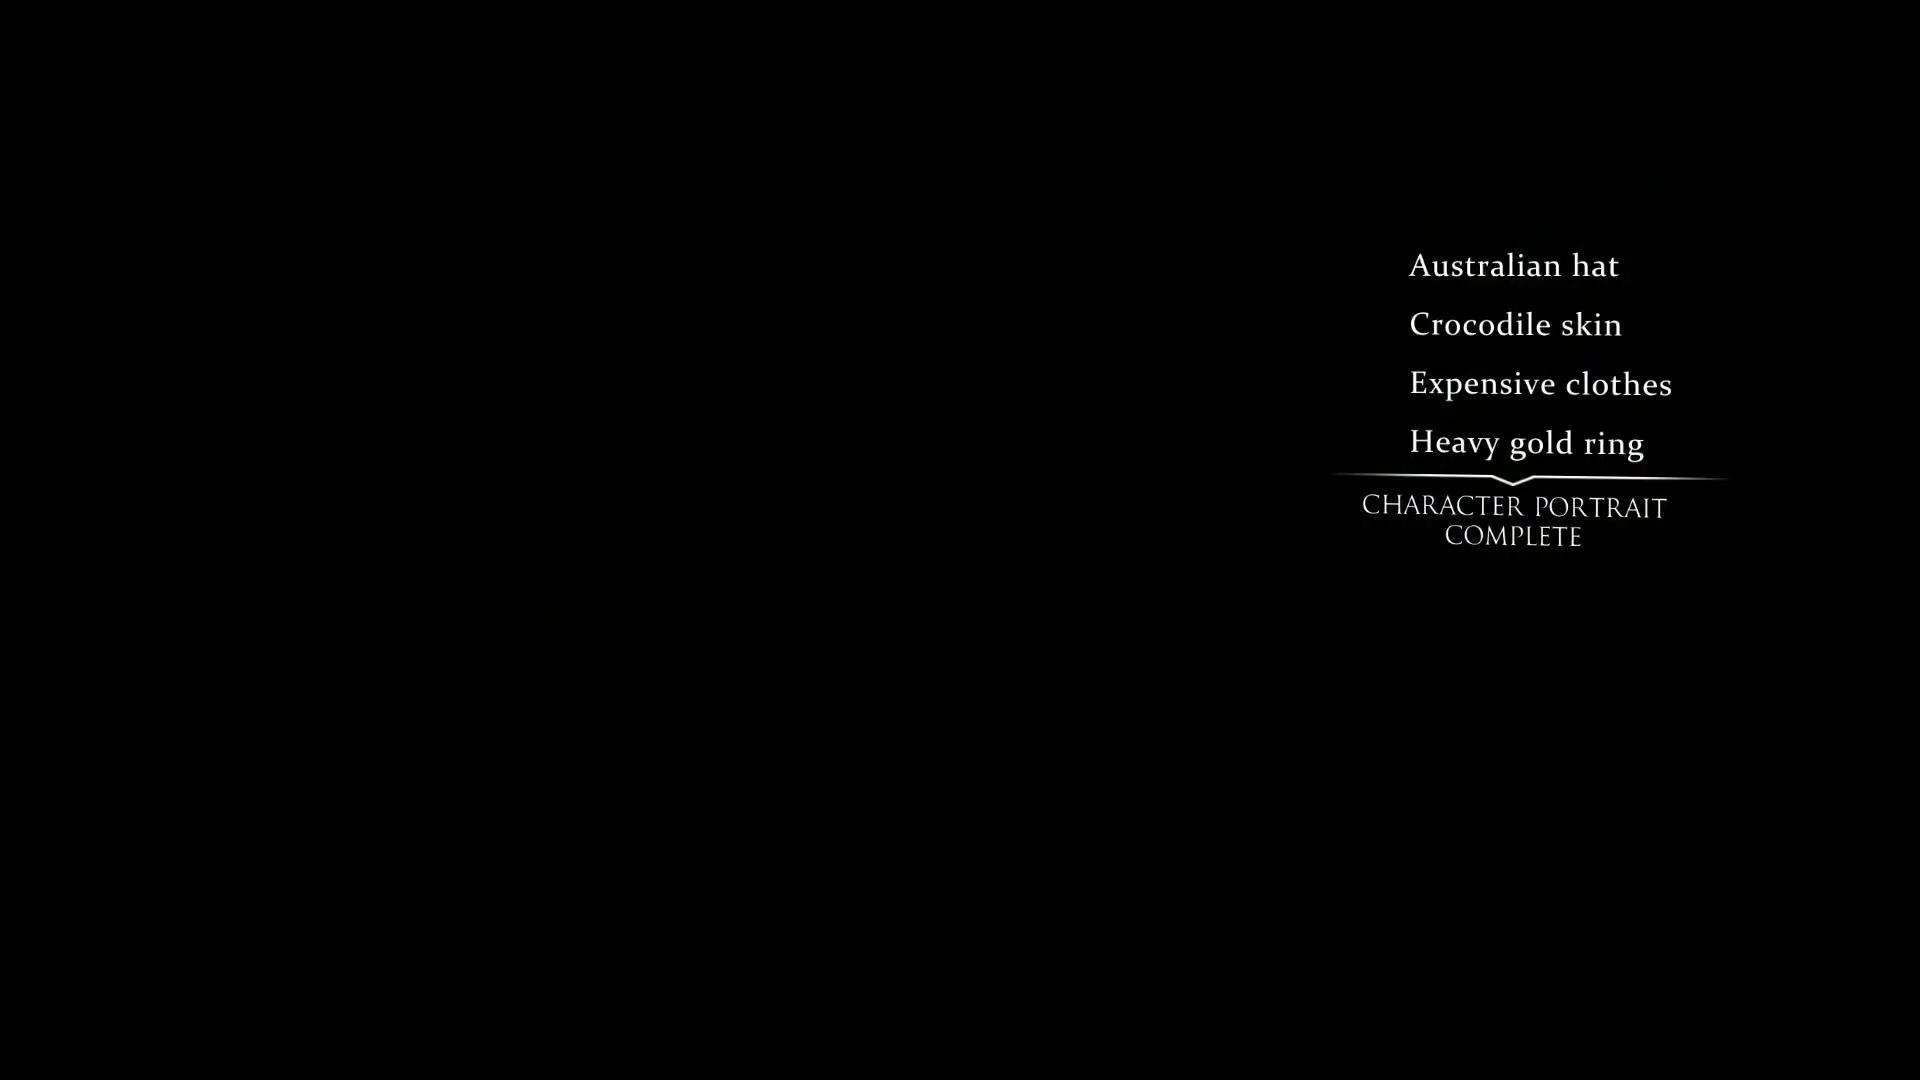 Australian hat
Crocodile skin
Expensive clothes
Heavy gold ring
CHARACTER PORTRAIT
COMPLETE